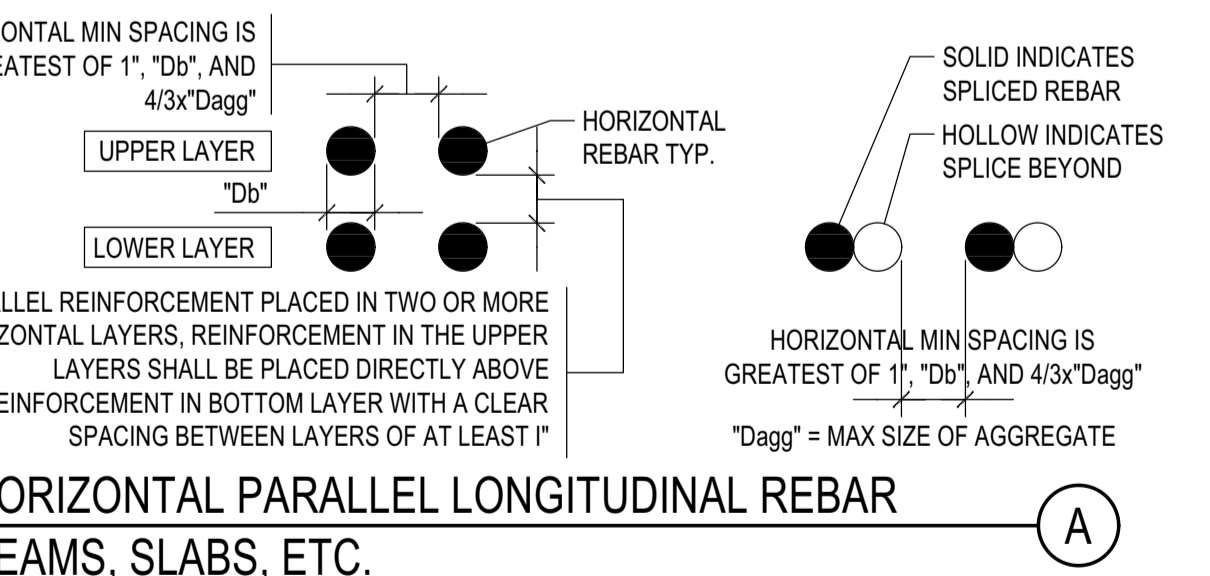 ONTAL MIN SPACING IS
EATEST OF 1", "Db", AND
4/3x"Dagg"
UPPER LAYER
"Db"
LOWER LAYER
HORIZONTAL
REBAR TYP.
ALLEL REINFORCEMENT PLACED IN TWO OR MORE
ZONTAL LAYERS, REINFORCEMENT IN THE UPPER
LAYERS SHALL BE PLACED DIRECTLY ABOVE
EINFORCEMENT IN BOTTOM LAYER WITH A CLEAR
SPACING BETWEEN LAYERS OF AT LEAST I"
SOLID INDICATES
SPLICED REBAR
HOLLOW INDICATES
SPLICE BEYOND
HORIZONTAL MIN SPACING IS
GREATEST OF 1", "Db", AND 4/3x"Dagg"
"Dagg" = MAX SIZE OF AGGREGATE
ORIZONTAL PARALLEL LONGITUDINAL REBAR
EAMS, SLABS, ETC.
A